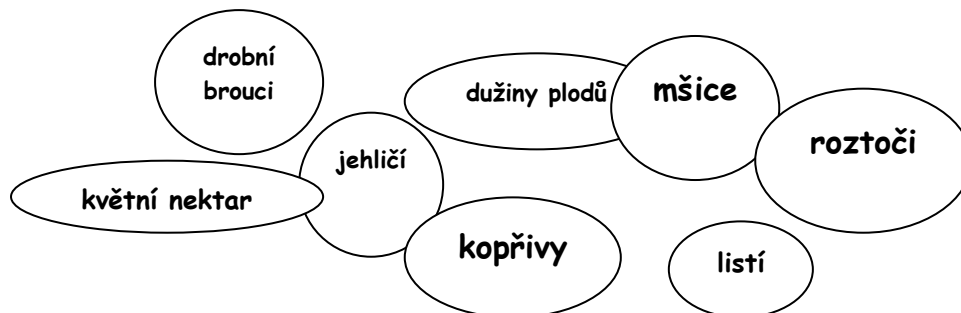 drobní
brouci
dužiny plodů
mšice
roztoči
jehličí
květní nektar
kopřivy
listí